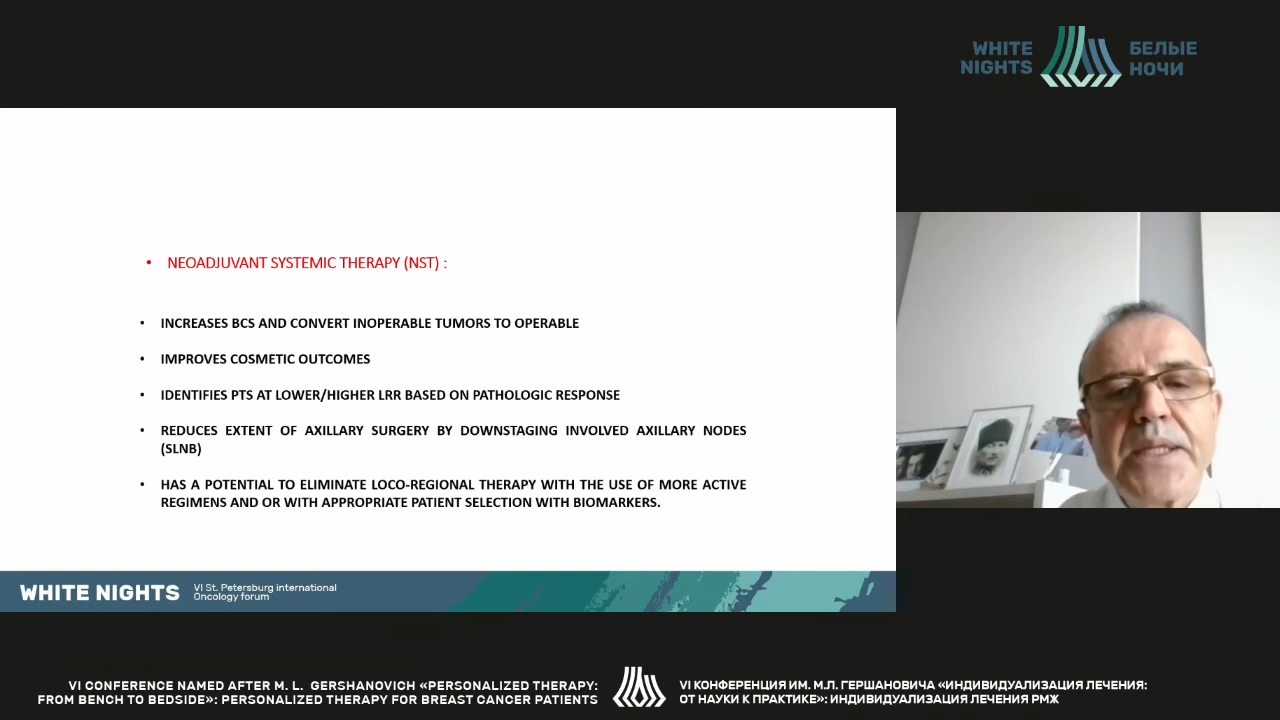 WHITE NIGHTS
БЕЛЫЕ НОЧИ
• NEOADJUVANT SYSTEMIC THERAPY (NST) :
• INCREASES BCS AND CONVERT INOPERABLE TUMORS TO OPERABLE
• IMPROVES COSMETIC OUTCOMES
• IDENTIFIES PTS AT LOWER/HIGHER LRR BASED ON PATHOLOGIC RESPONSE
• REDUCES EXTENT OF AXILLARY SURGERY BY DOWNSTAGING INVOLVED AXILLARY NODES
(SLNB)
• HAS A POTENTIAL TO ELIMINATE LOCO-REGIONAL THERAPY WITH THE USE OF MORE ACTIVE
REGIMENS AND OR WITH APPROPRIATE PATIENT SELECTION WITH BIOMARKERS.
WHITE NIGHTS
VI St. Petersburg international
Oncology forum
VI CONFERENCE NAMED AFTER M. L. GERSHANOVICH «PERSONALIZED THERAPY:
FROM BENCH TO BEDSIDE»: PERSONALIZED THERAPY FOR BREAST CANCER PATIENTS
VI КОНФЕРЕНЦИЯ ИМ. М.Л. ГЕРШАНОВИЧА «ИНДИВИДУАЛИЗАЦИЯ ЛЕЧЕНИЯ:
ОТ НАУКИ К ПРАКТИКЕ»: ИНДИВИДУАЛИЗАЦИЯ ЛЕЧЕНИЯ РМЖ